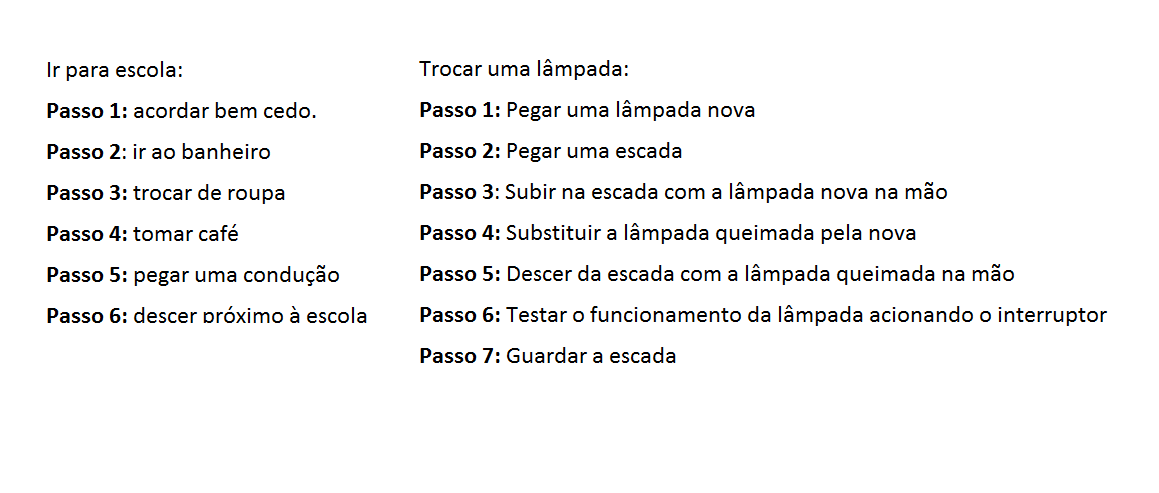 Ir para escola:
Passo 1: acordar bem cedo.
Passo 2: ir ao banheiro
Passo 3: trocar de roupa
Passo 4: tomar café
Passo 5: pegar uma condução
Passo 6: descer próximo à escola
Trocar uma lâmpada:
Passo 1: Pegar uma lâmpada nova
Passo 2: Pegar uma escada
Passo 3: Subir na escada com a lâmpada nova na mão
Passo 4: Substituir a lâmpada queimada pela nova
Passo 5: Descer da escada com a lâmpada queimada na mão
Passo 6: Testar o funcionamento da lâmpada acionando o interruptor
Passo 7: Guardar a escada